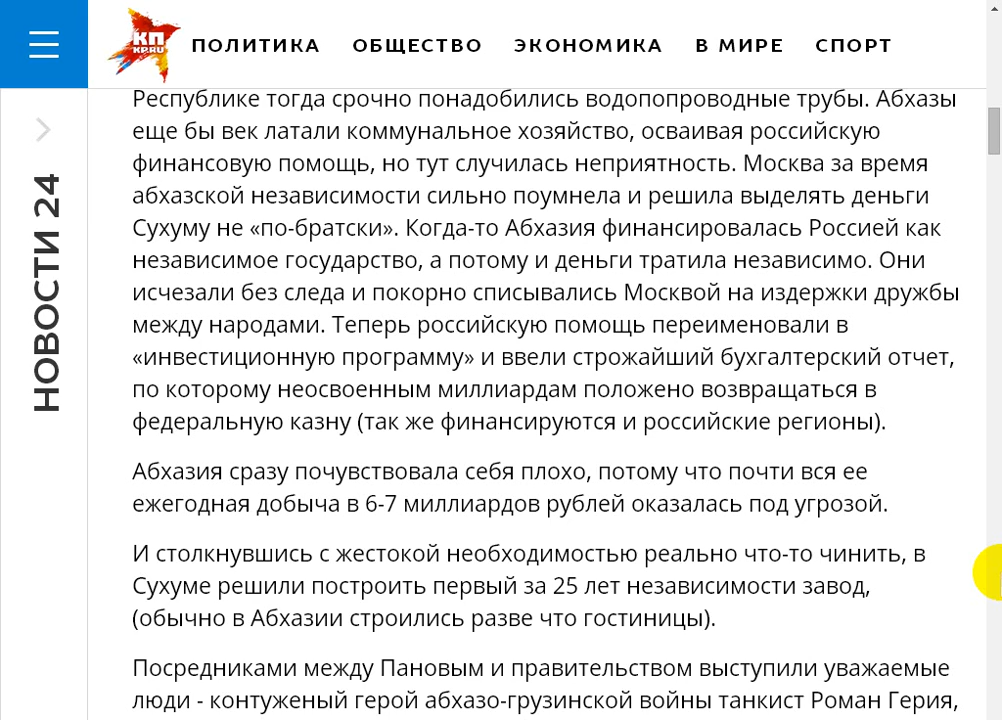 КП
KP.RU
ПОЛИТИКА ОБЩЕСТВО ЭКОНОМИКА В МИРЕ СПОРТ
НОВОСТИ 24
Республике тогда срочно понадобились водопопроводные трубы. Абхазы
еще бы век латали коммунальное хозяйство, осваивая российскую
финансовую помощь, но тут случилась неприятность. Москва за время
абхазской независимости сильно поумнела и решила выделять деньги
Сухуму не «по-братски». Когда-то Абхазия финансировалась Россией как
независимое государство, а потому и деньги тратила независимо. Они
исчезали без следа и покорно списывались Москвой на издержки дружбы
между народами. Теперь российскую помощь переименовали в
«инвестиционную программу» и ввели строжайший бухгалтерский отчет,
по которому неосвоенным миллиардам положено возвращаться в
федеральную казну (так же финансируются и российские регионы).
Абхазия сразу почувствовала себя плохо, потому что почти вся ее
ежегодная добыча в 6-7 миллиардов рублей оказалась под угрозой.
И столкнувшись с жестокой необходимостью реально что-то чинить, в
Сухуме решили построить первый за 25 лет независимости завод,
(обычно в Абхазии строились разве что гостиницы).
Посредниками между Пановым и правительством выступили уважаемые
люди - контуженый герой абхазо-грузинской войны танкист Роман Герия,